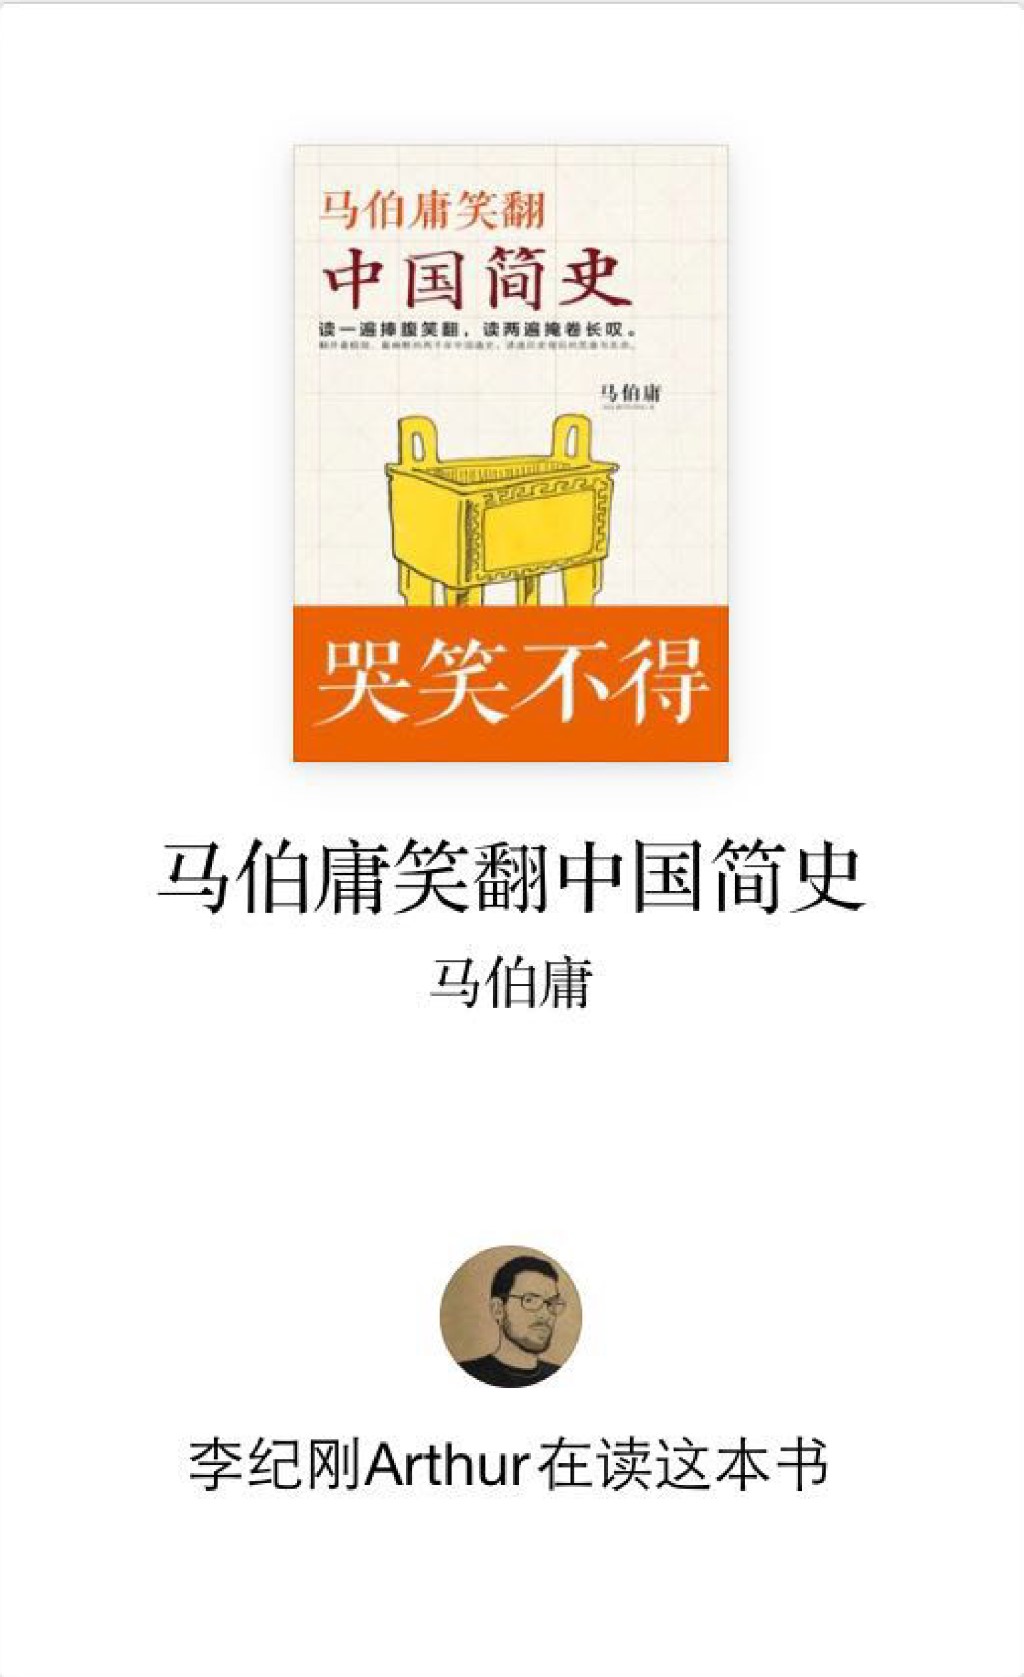 马伯庸笑翻
中国简史
读一遍捧腹笑翻，读两遍掩卷长叹。
马伯庸
哭笑不得
马伯庸笑翻中国简史
马伯庸
李纪刚Arthur在读这本书